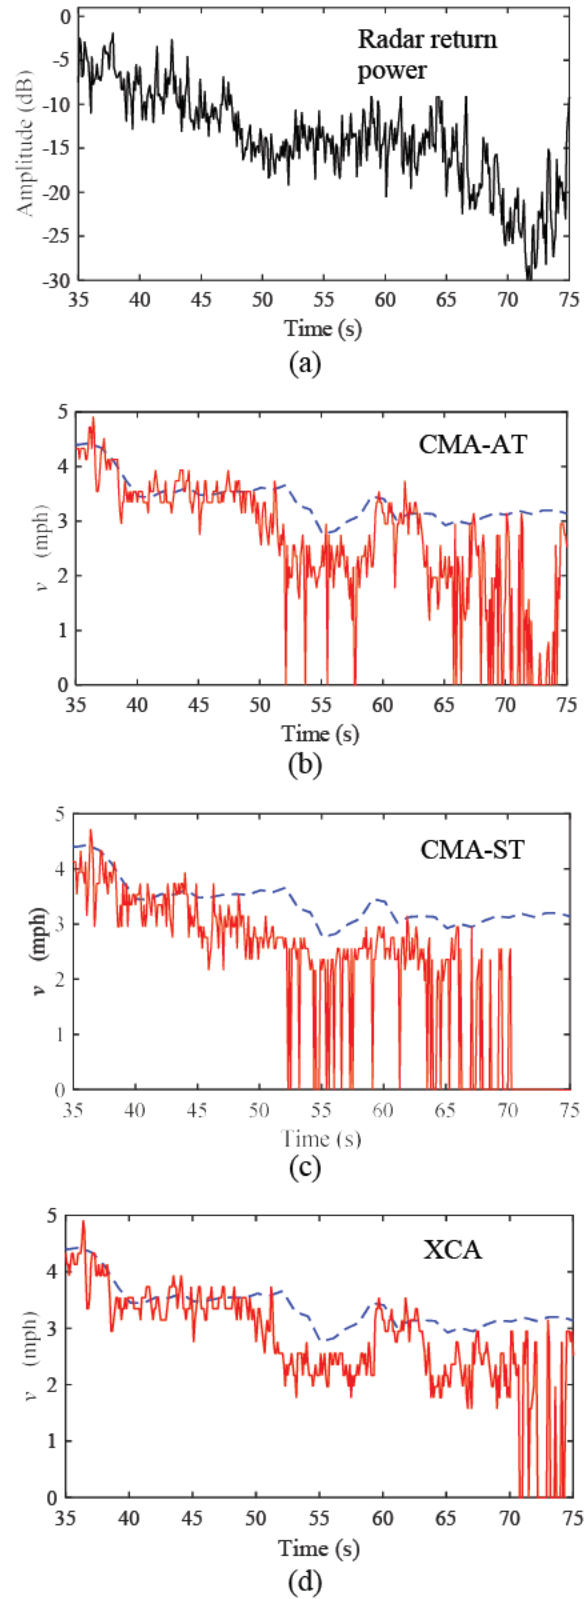 0
-5
-10
-15
-20
-25
-30
Amplitude (dB)
Radar return
power
35 40 45 50 55 60 65 70 75
Time (s)
(a)
5
4
3
2
1
0
v (mph)
CMA-AT
35 40 45 50 55 60 65 70 75
Time (s)
(b)
5
4
3
2
1
0
v (mph)
CMA-ST
35 40 45 50 55 60 65 70 75
Time (s)
(c)
5
4
3
2
1
0
v (mph)
XCA
35 40 45 50 55 60 65 70 75
Time (s)
(d)